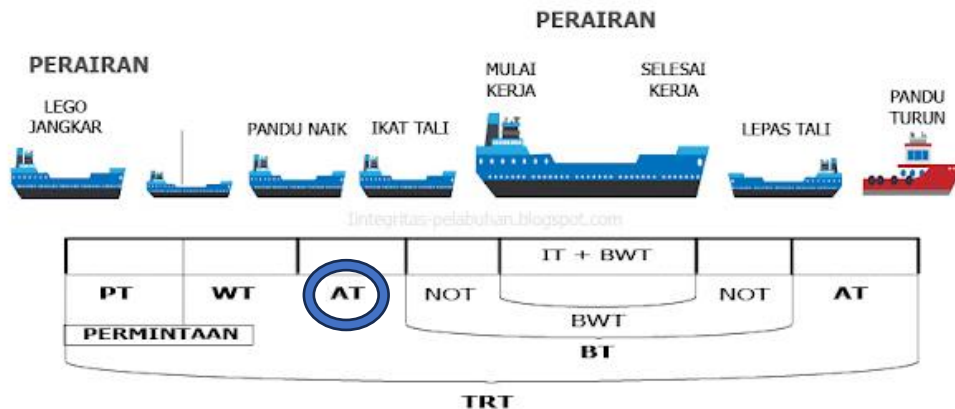 PERAIRAN
PERAIRAN
LEGO
JANGKAR
PANDU NAIK
IKAT TALI
MULAI
KERJA
SELESAI
KERJA
LEPAS TALI
PANDU
TURUN
1integritas-pelabuhan.blogspot.com
IT + BWT
PT WT AT NOT NOT AT
BWT
PERMINTAAN
BT
TRT